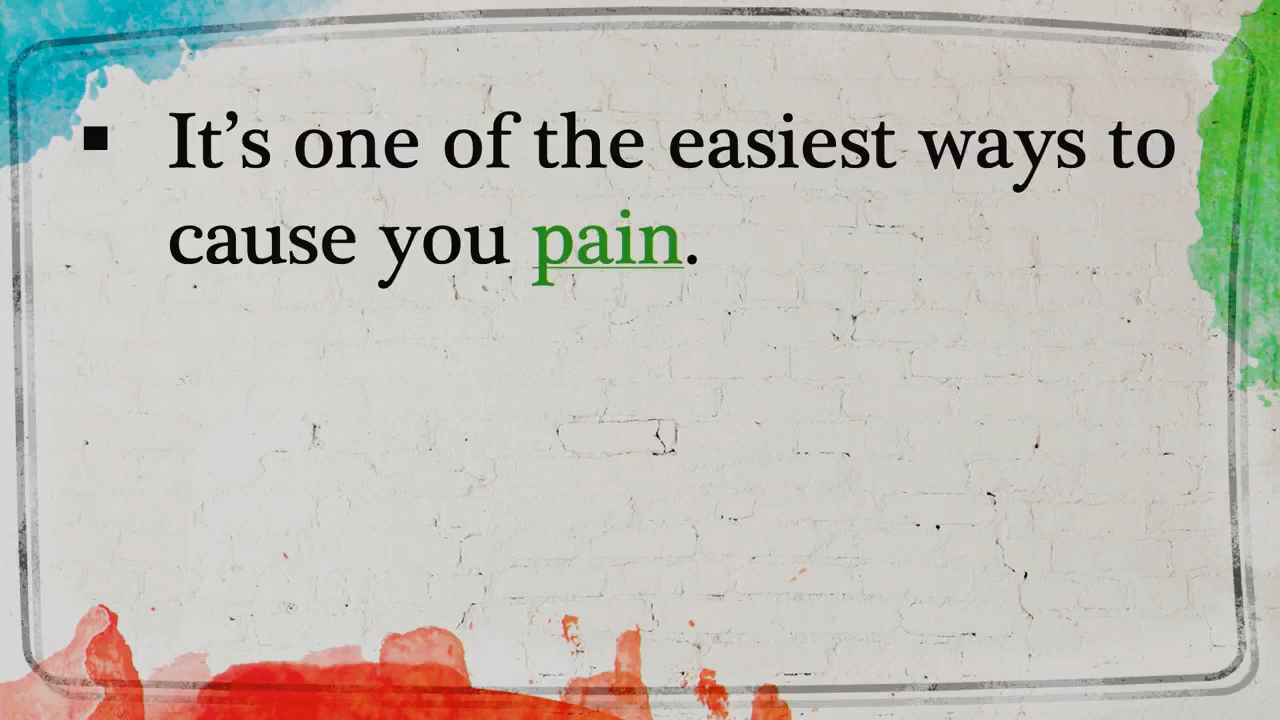 ▪ It’s one of the easiest ways to
cause you pain.